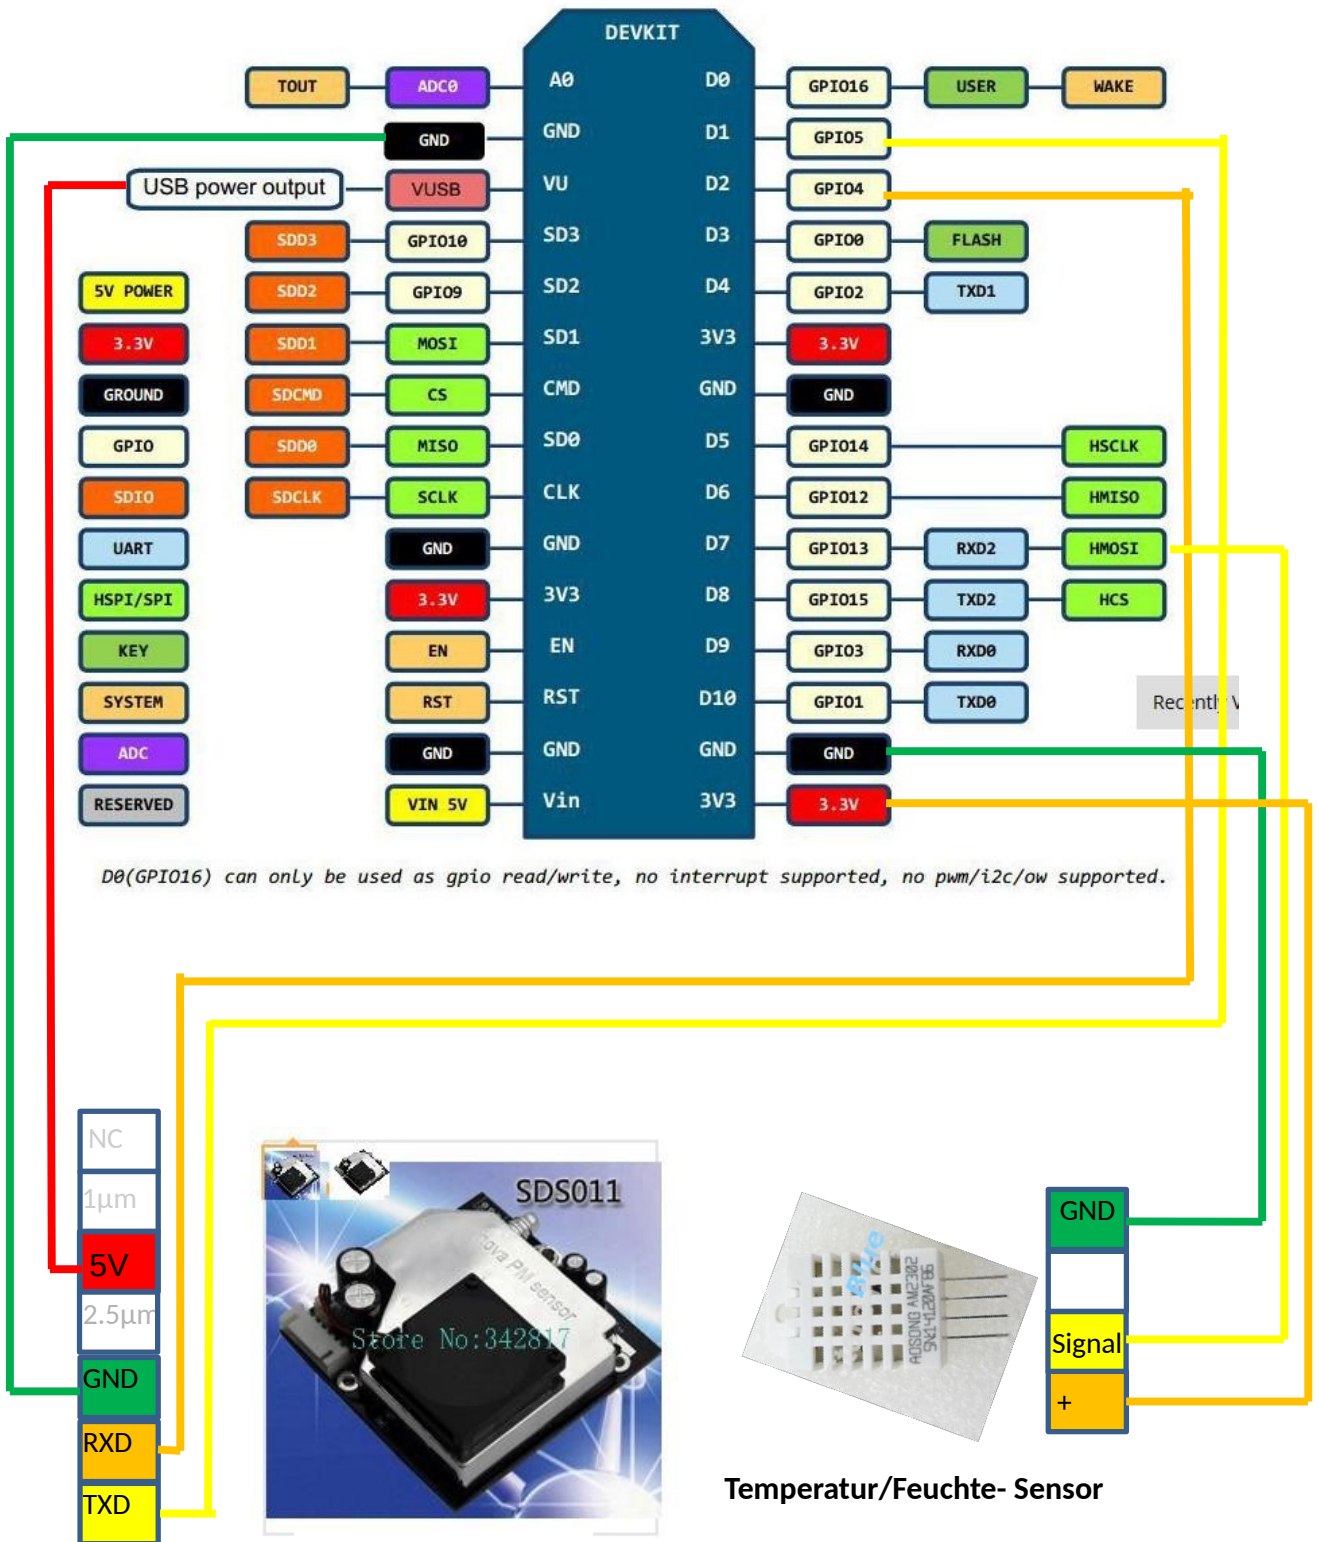 DEVKIT
TOUT ADC0 A0 D0 GPIO16 USER WAKE
GND GND D1 GPIO5
USB power output VUSB VU D2 GPIO4
SDD3 GPIO10 SD3 D3 GPIO0 FLASH
5V POWER SDD2 GPIO9 SD2 D4 GPIO2 TXD1
3.3V SDD1 MOSI SD1 3V3 3.3V
GROUND SDCMD CS CMD GND GND
GPIO SDD0 MISO SD0 D5 GPIO14 HSCLK
SDIO SDCLK SCLK CLK D6 GPIO12 HMISO
UART GND GND D7 GPIO13 RXD2 HMOSI
HSPI/SPI 3.3V 3V3 D8 GPIO15 TXD2 HCS
KEY EN EN D9 GPIO3 RXD0
SYSTEM RST RST D10 GPIO1 TXD0
Recently V
ADC GND GND GND GND
RESERVED VIN 5V Vin 3V3 3.3V
D0(GPIO16) can only be used as gpio read/write, no interrupt supported, no pwm/i2c/ow supported.
NC
1µm
5V
2.5µm
GND
RXD
TXD
SDS011
Nova PM sensor
Store No:342817
Blue
AOSONG AM2302
GND
Signal
+
Temperatur/Feuchte- Sensor